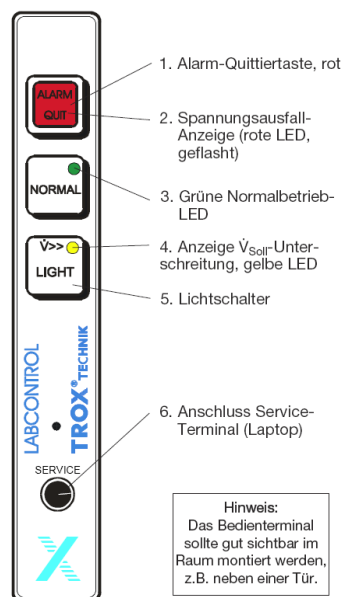 1. Alarm-Quittiertaste, rot
ALARM
QUIT
2. Spannungsausfall-
Anzeige (rote LED,
geflasht)
NORMAL
3. Grüne Normalbetrieb-
LED
V̇>>
LIGHT
4. Anzeige V̇Soll-Unter-
schreitung, gelbe LED
5. Lichtschalter
LABCONTROL
TROX® TECHNIK
6. Anschluss Service-
Terminal (Laptop)
SERVICE
Hinweis:
Das Bedienterminal
sollte gut sichtbar im
Raum montiert werden,
z.B. neben einer Tür.